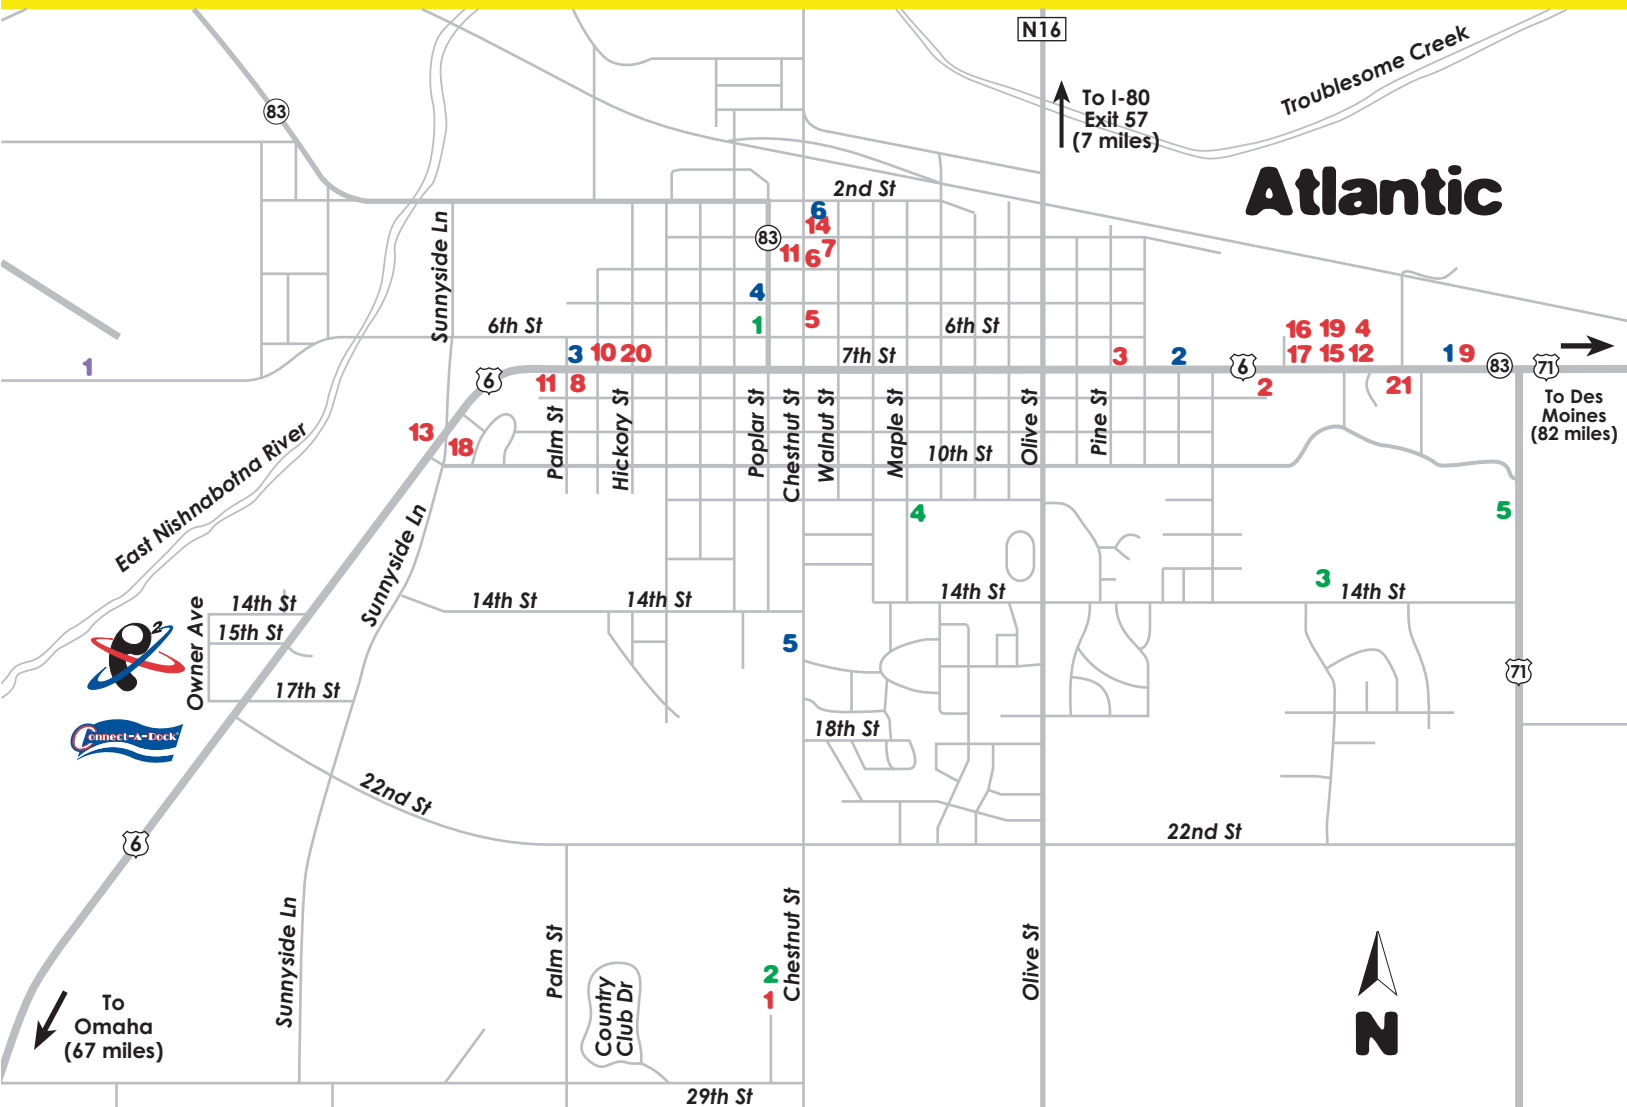 N16
To I-80
Exit 57
(7 miles)
Troublesome Creek
83
Atlantic
2nd St
6
14
83
11
6
7
Sunnyside Ln
4
1
5
6th St
6th St
16 19 4
1
3
10
20
7th St
3
2
17 15 12
1
9
6
11
8
6
2
21
83
71
To Des
Moines
(82 miles)
Palm St
Hickory St
Poplar St
Chestnut St
Walnut St
Maple St
Olive St
Pine St
13
18
10th St
East Nishnabotna River
Sunnyside Ln
4
5
3
14th St
14th St
14th St
14th St
14th St
15th St
Owner Ave
17th St
2
5
71
Connect-A-Dock
18th St
22nd St
22nd St
6
Sunnyside Ln
Palm St
Country
Club Dr
2
1
Chestnut St
Olive St
N
To
Omaha
(67 miles)
29th St